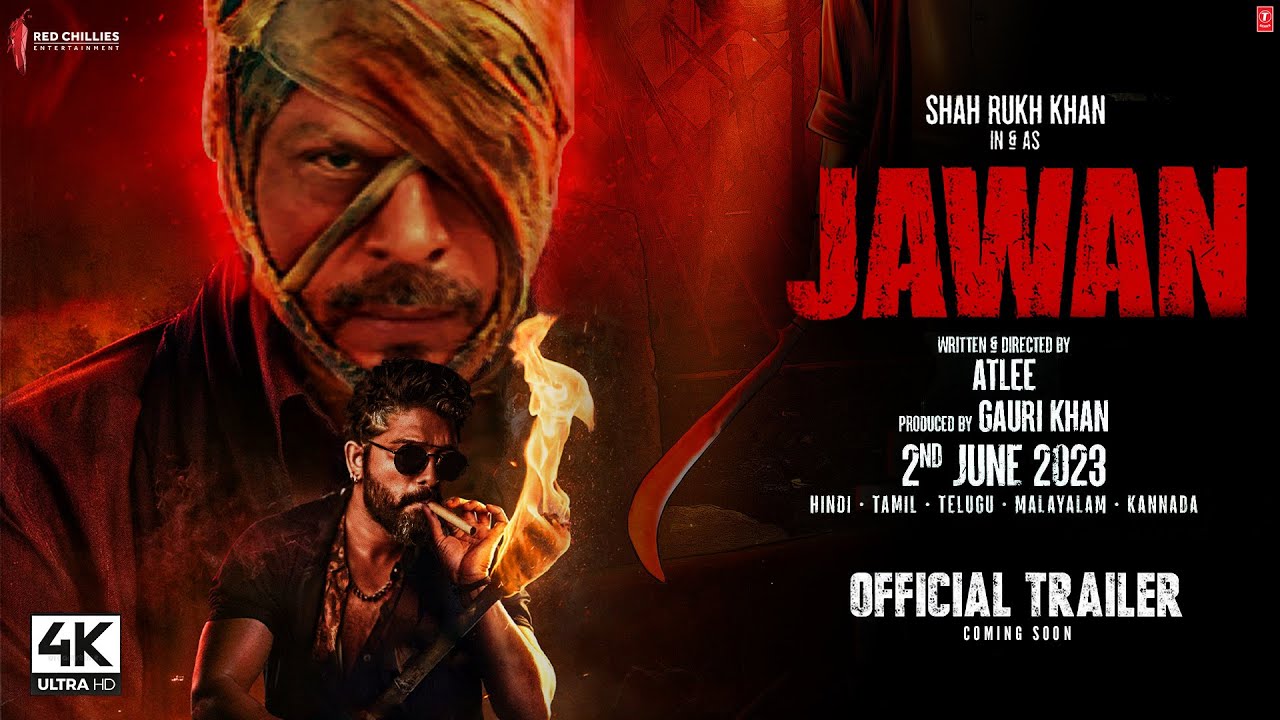 RED CHILLIES
ENTERTAINMENT
SHAH RUKH KHAN
IN & AS
JAWAN
WRITTEN & DIRECTED BY
ATLEE
PRODUCED BY GAURI KHAN
2ND JUNE 2023
HINDI • TAMIL • TELUGU • MALAYALAM • KANNADA
OFFICIAL TRAILER
COMING SOON
4K
ULTRA HD